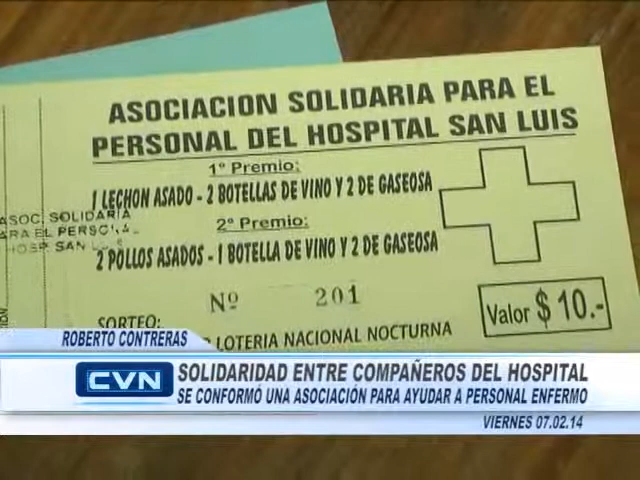 ASOCIACION SOLIDARIA PARA EL
PERSONAL DEL HOSPITAL SAN LUIS
1º Premio:
1 LECHON ASADO - 2 BOTELLAS DE VINO Y 2 DE GASEOSA
2º Premio:
2 POLLOS ASADOS - 1 BOTELLA DE VINO Y 2 DE GASEOSA
ASOC. SOLIDARIA
PARA EL PERSONAL
HOSP. SAN
Nº 201
SORTEO:
LOTERIA NACIONAL NOCTURNA
Valor $ 10.-
ROBERTO CONTRERAS
CVN
SOLIDARIDAD ENTRE COMPAÑEROS DEL HOSPITAL
SE CONFORMÓ UNA ASOCIACIÓN PARA AYUDAR A PERSONAL ENFERMO
VIERNES 07.02.14